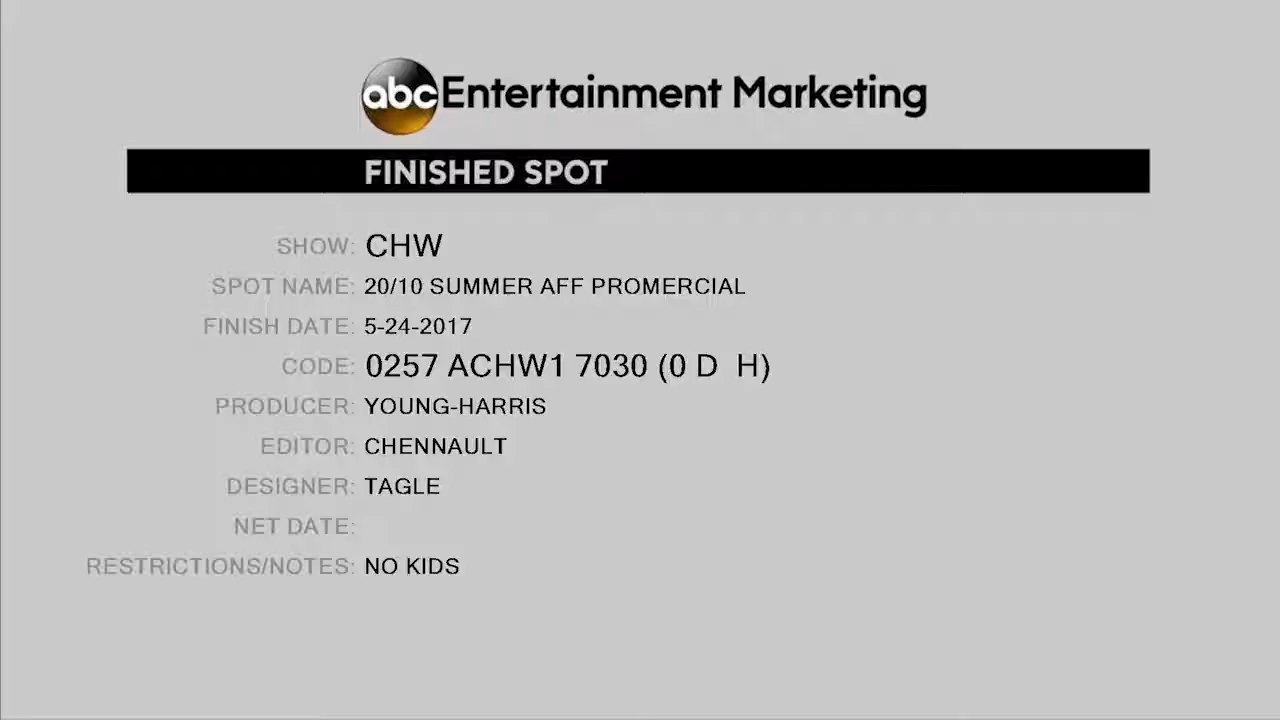 abc Entertainment Marketing
FINISHED SPOT
SHOW: CHW
SPOT NAME: 20/10 SUMMER AFF PROMERCIAL
FINISH DATE: 5-24-2017
CODE: 0257 ACHW1 7030 (0 D  H)
PRODUCER: YOUNG-HARRIS
EDITOR: CHENNAULT
DESIGNER: TAGLE
NET DATE:
RESTRICTIONS/NOTES: NO KIDS